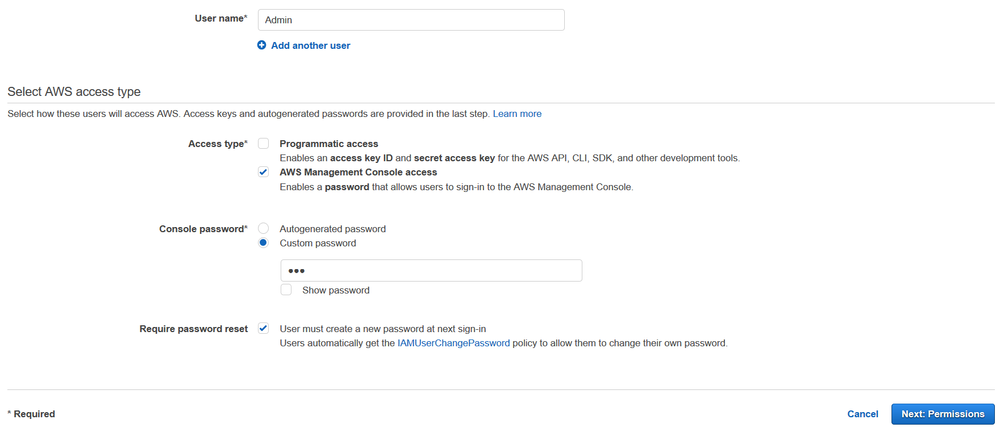 User name*
Admin
Add another user
Select AWS access type
Select how these users will access AWS. Access keys and autogenerated passwords are provided in the last step. Learn more
Access type*
Programmatic access
Enables an access key ID and secret access key for the AWS API, CLI, SDK, and other development tools.
AWS Management Console access
Enables a password that allows users to sign-in to the AWS Management Console.
Console password*
Autogenerated password
Custom password
•••
Show password
Require password reset
User must create a new password at next sign-in
Users automatically get the IAMUserChangePassword policy to allow them to change their own password.
* Required
Cancel
Next: Permissions